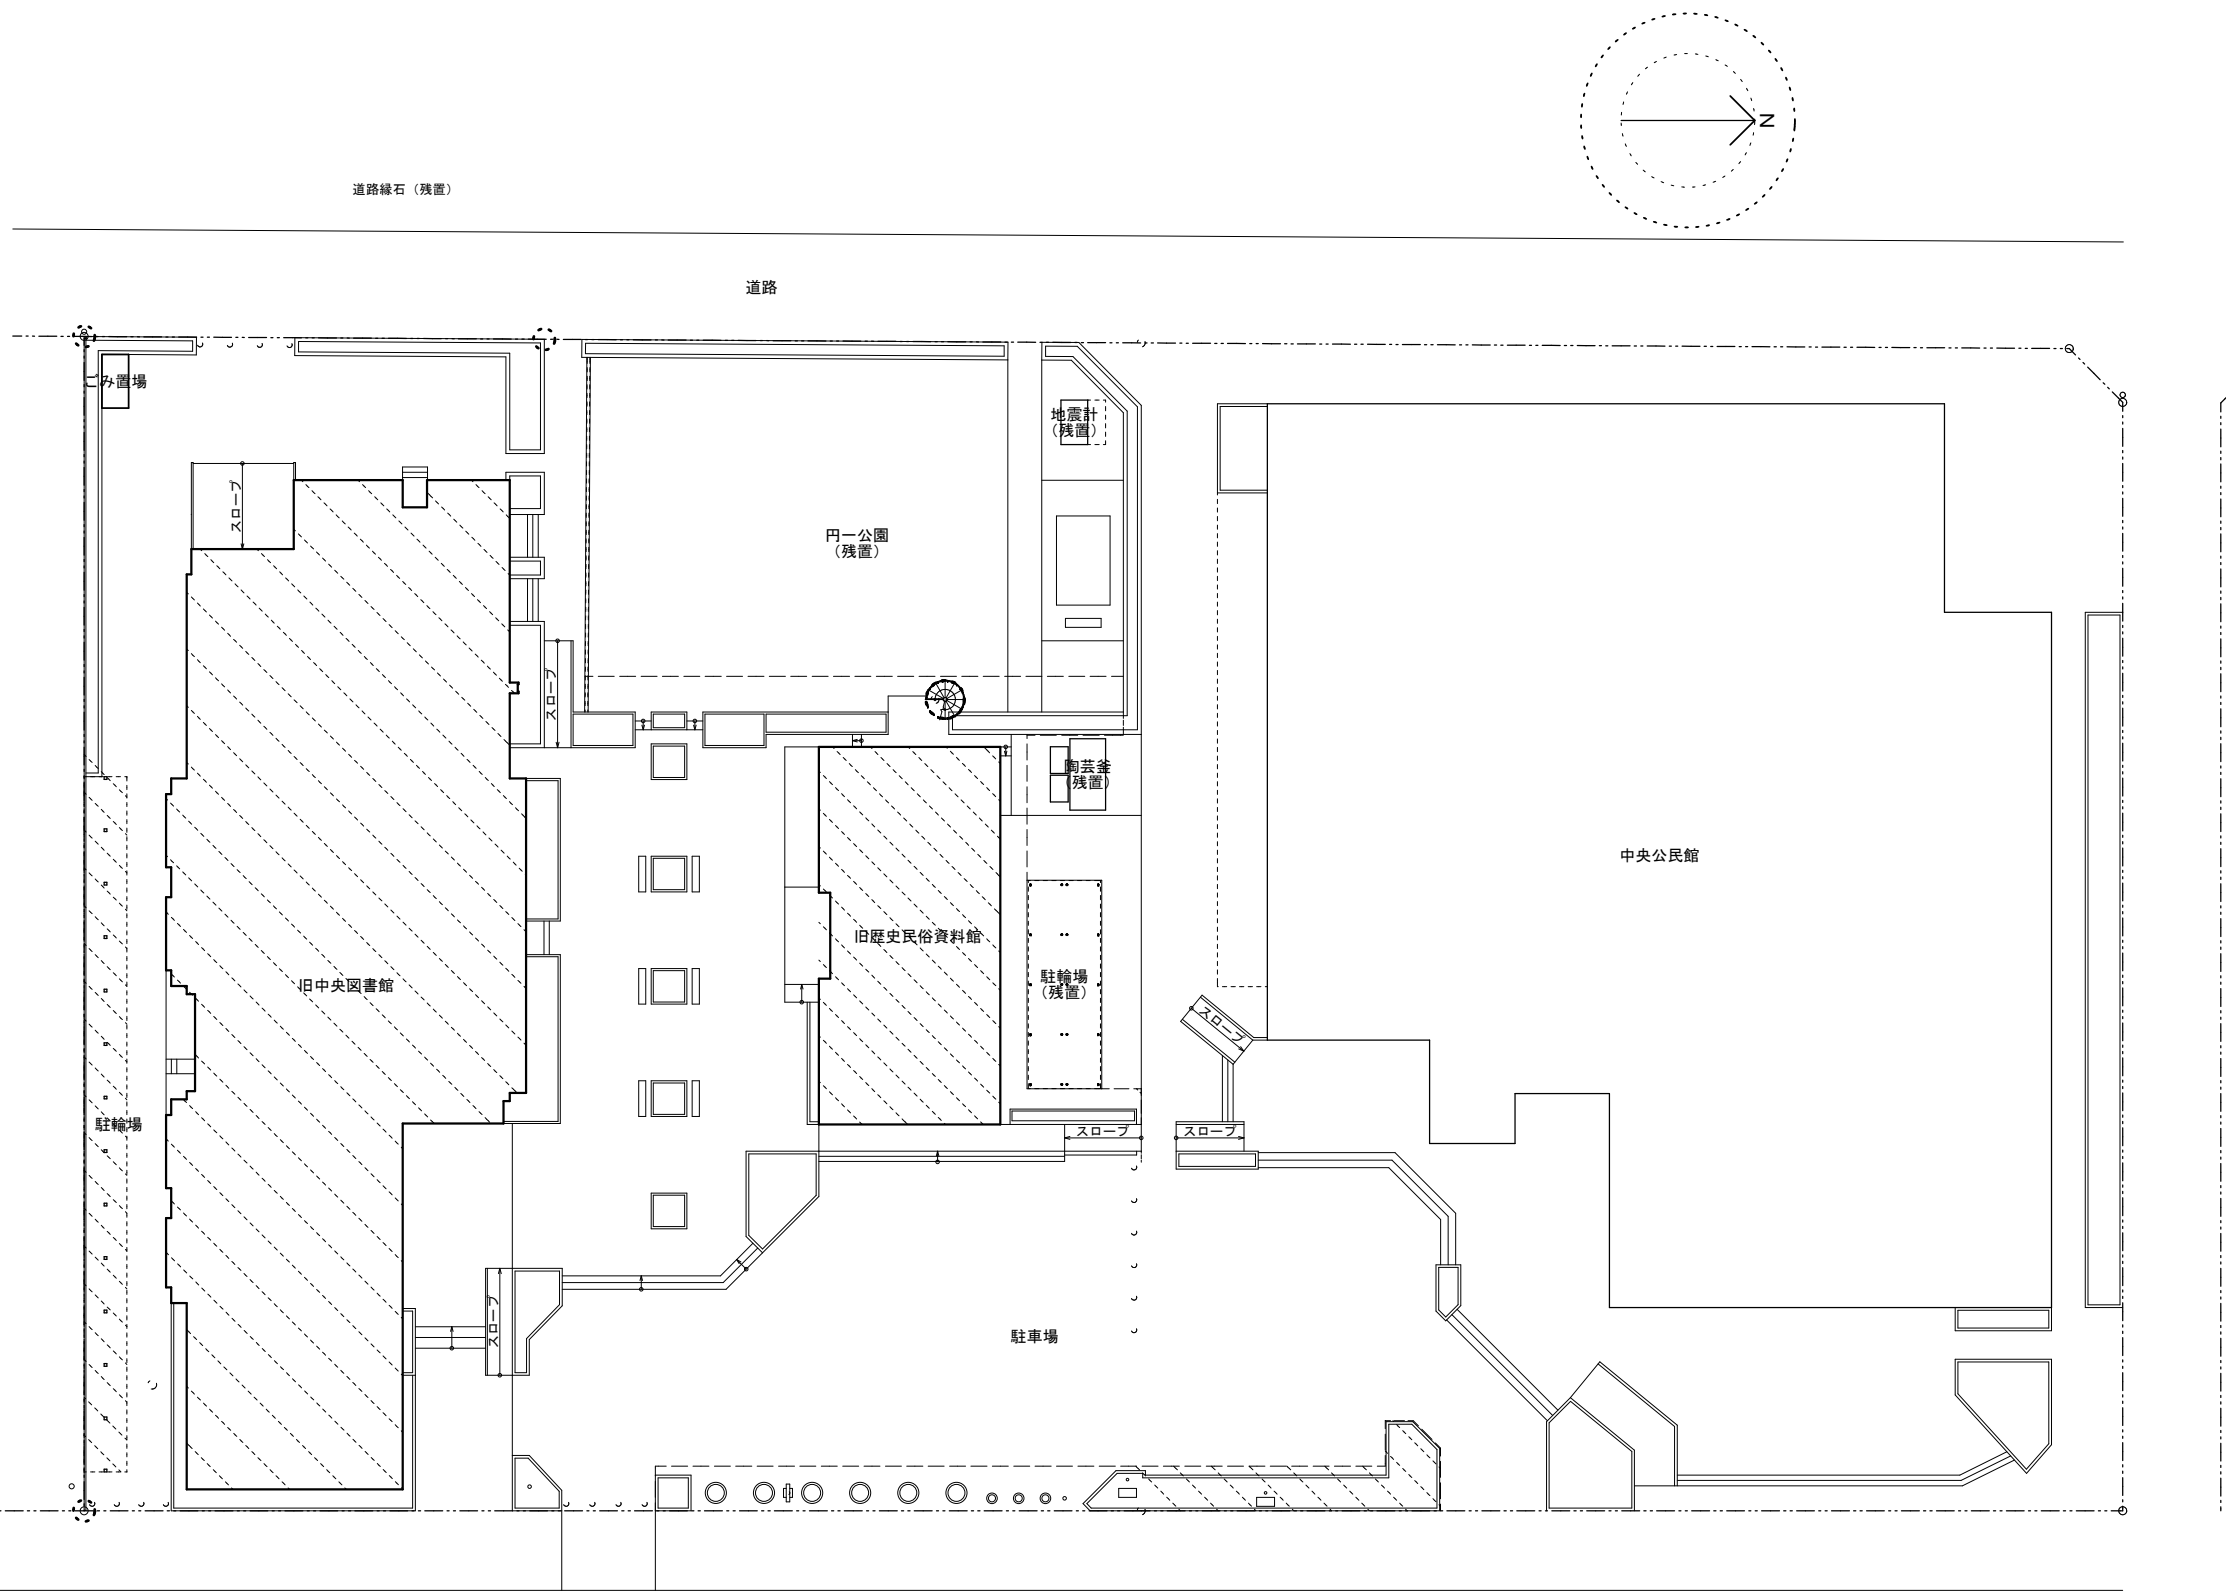 N
道路縁石（残置）
道路
ごみ置場
地震計
（残置）
スロープ
円一公園
（残置）
スロープ
陶芸釜
（残置）
中央公民館
旧歴史民俗資料館
旧中央図書館
駐輪場
（残置）
スロープ
駐輪場
スロープ
スロープ
スロープ
駐車場